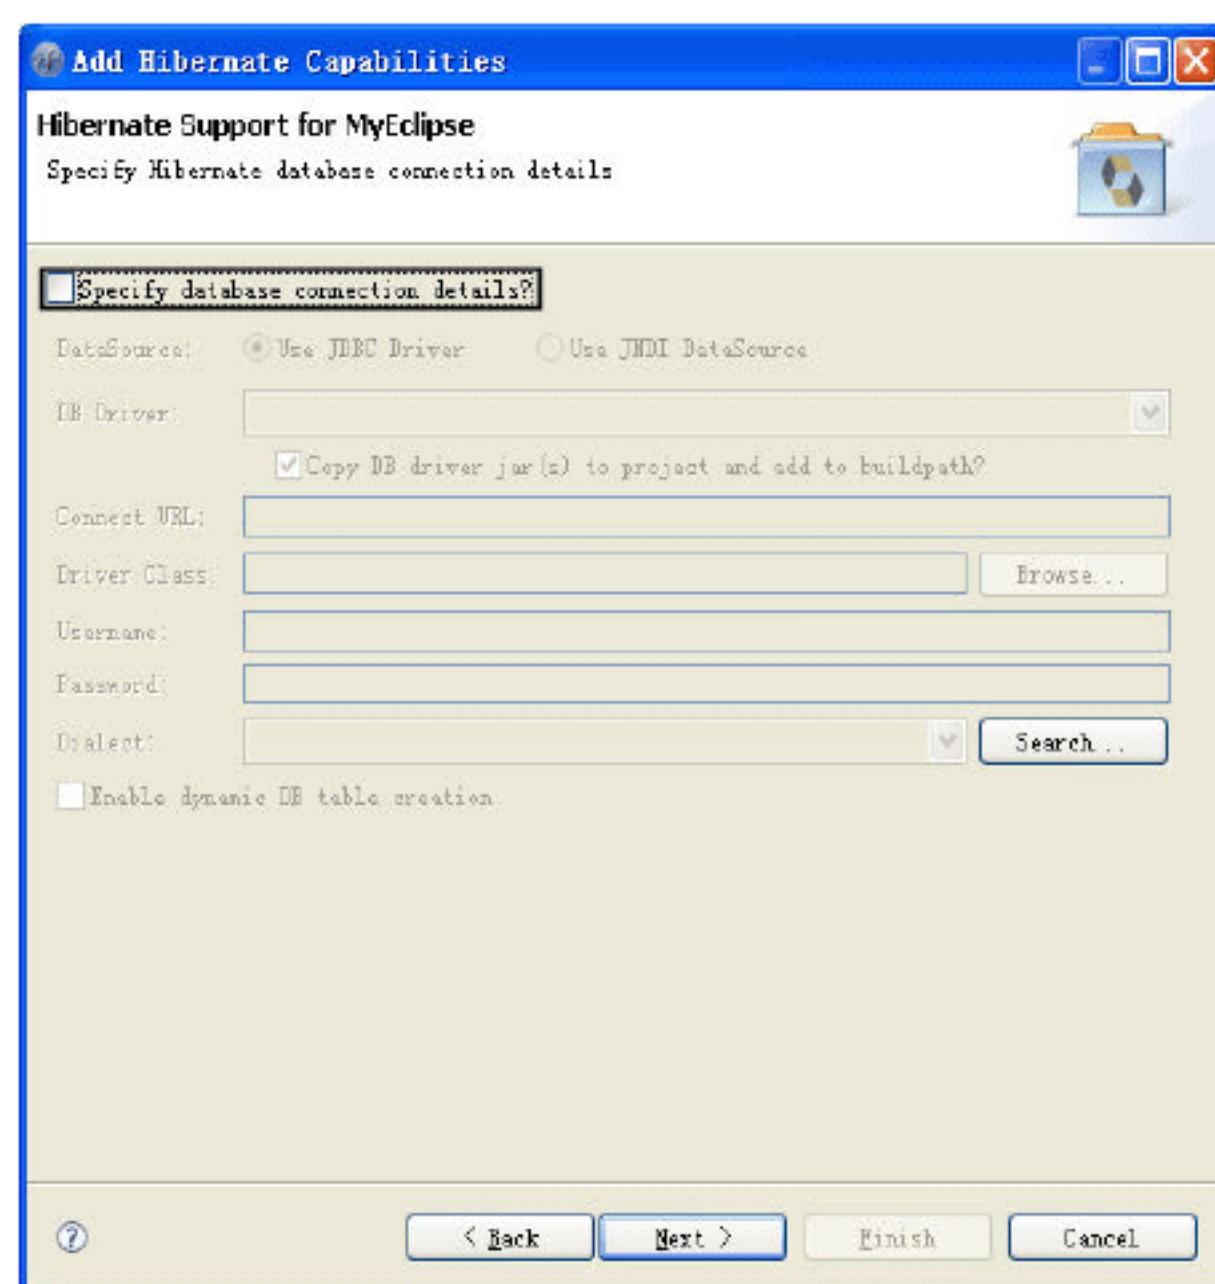 Add Hibernate Capabilities
Hibernate Support for MyEclipse
Specify Hibernate database connection details
Specify database connection details?
DataSource: Use JDBC Driver Use JNDI DataSource
DB Driver:
Copy DB driver jar(s) to project and add to buildpath?
Connect URL:
Driver Class: Browse...
Username:
Password:
Dialect: Search..
Enable dynamic DB table creation
? < Back Next > Finish Cancel